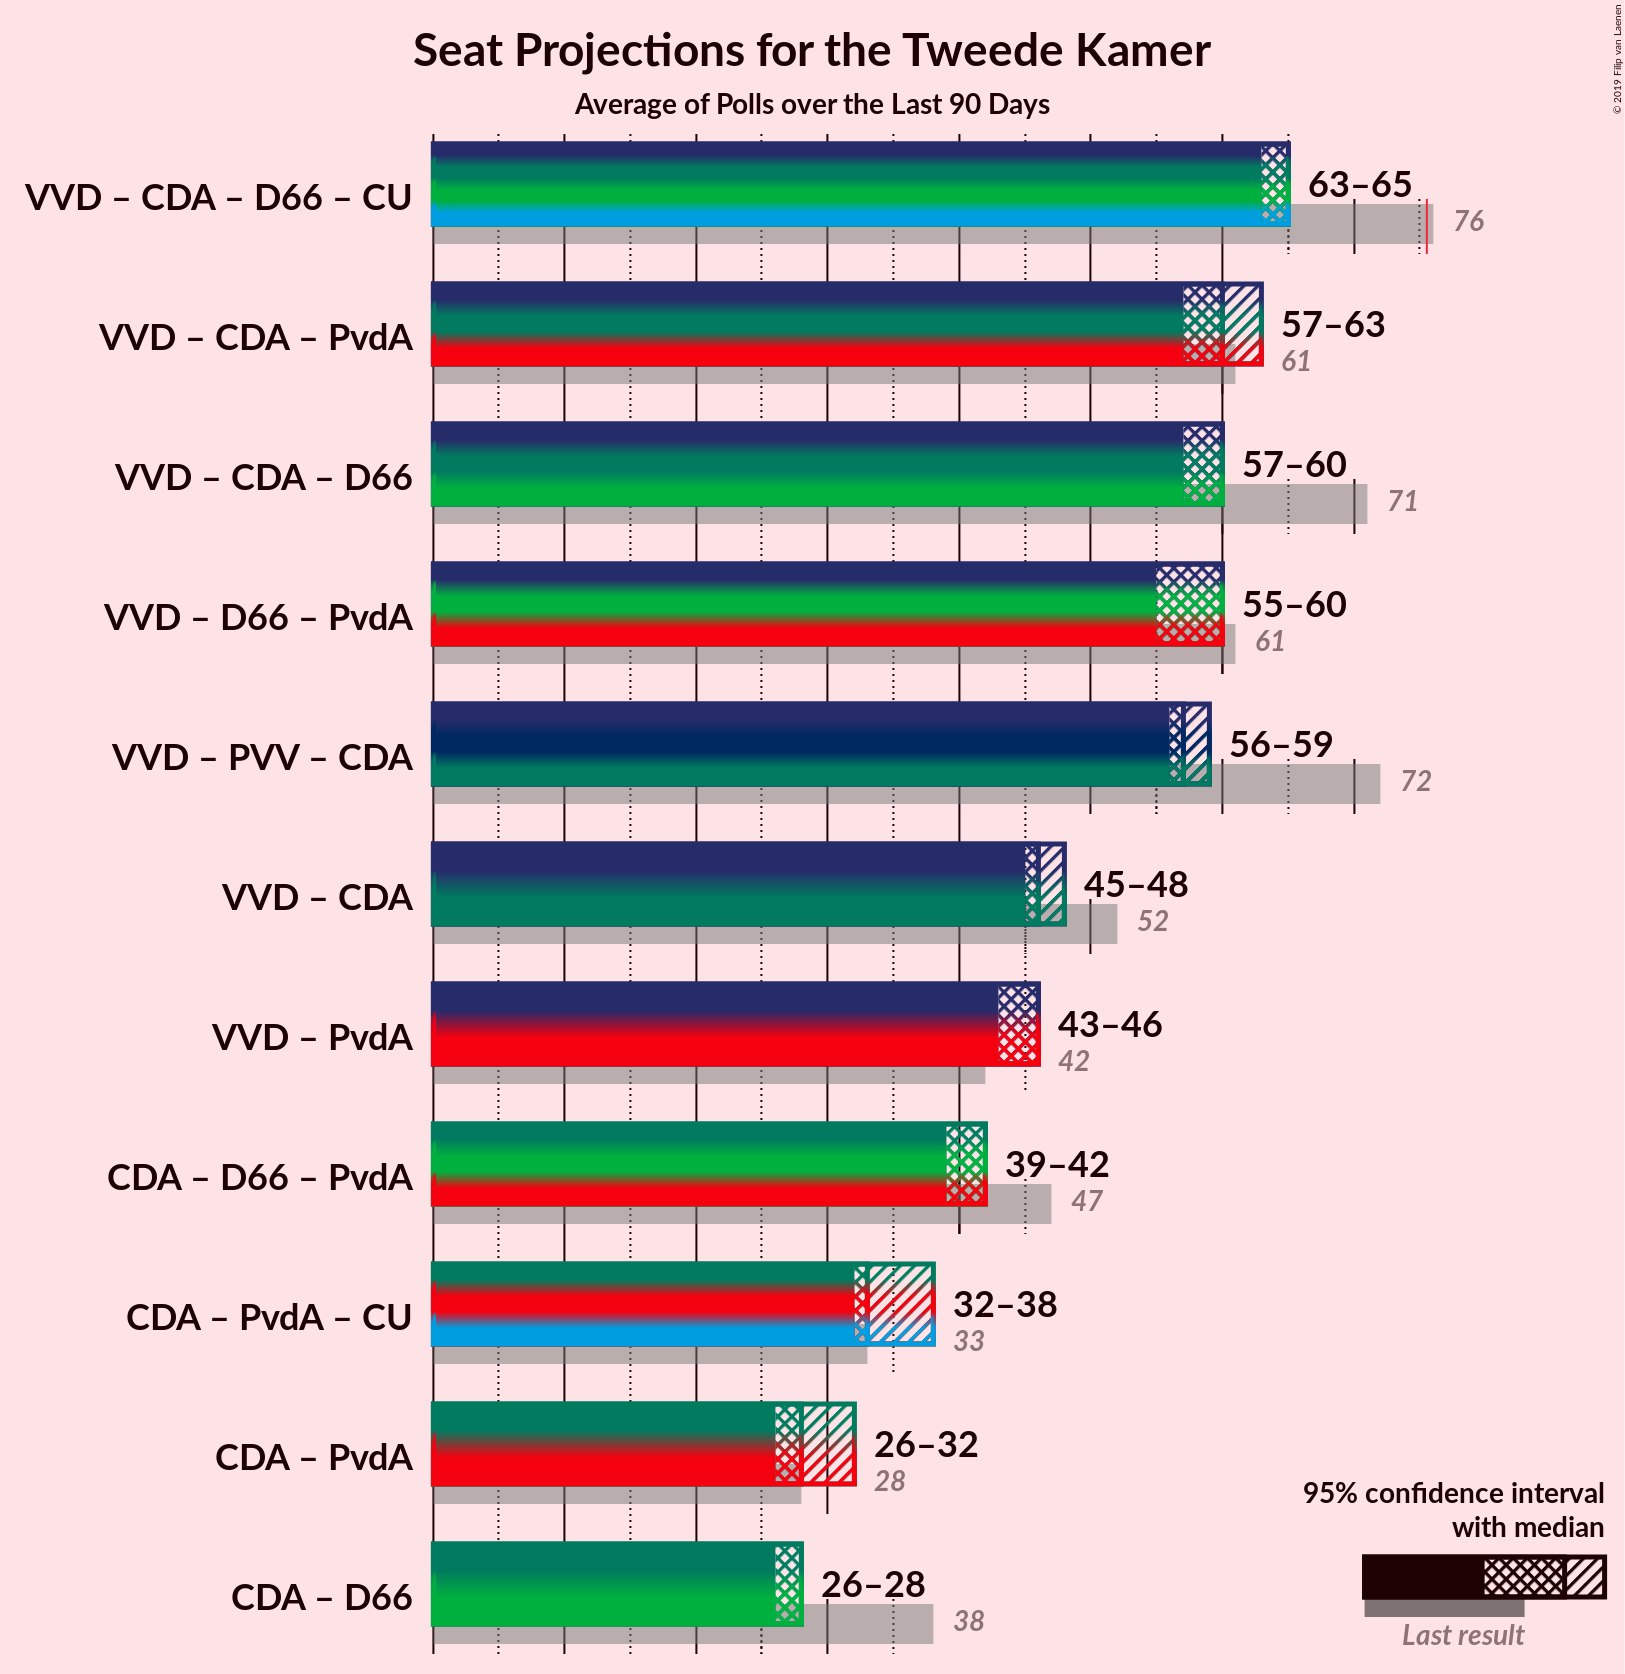 Seat Projections for the Tweede Kamer
Average of Polls over the Last 90 Days
© 2019 Filip van Laenen
VVD – CDA – D66 – CU
63–65
76
VVD – CDA – PvdA
57–63
61
VVD – CDA – D66
57–60
71
VVD – D66 – PvdA
55–60
61
VVD – PVV – CDA
56–59
72
VVD – CDA
45–48
52
VVD – PvdA
43–46
42
CDA – D66 – PvdA
39–42
47
CDA – PvdA – CU
32–38
33
CDA – PvdA
26–32
28
CDA – D66
26–28
38
95% confidence interval
with median
Last result